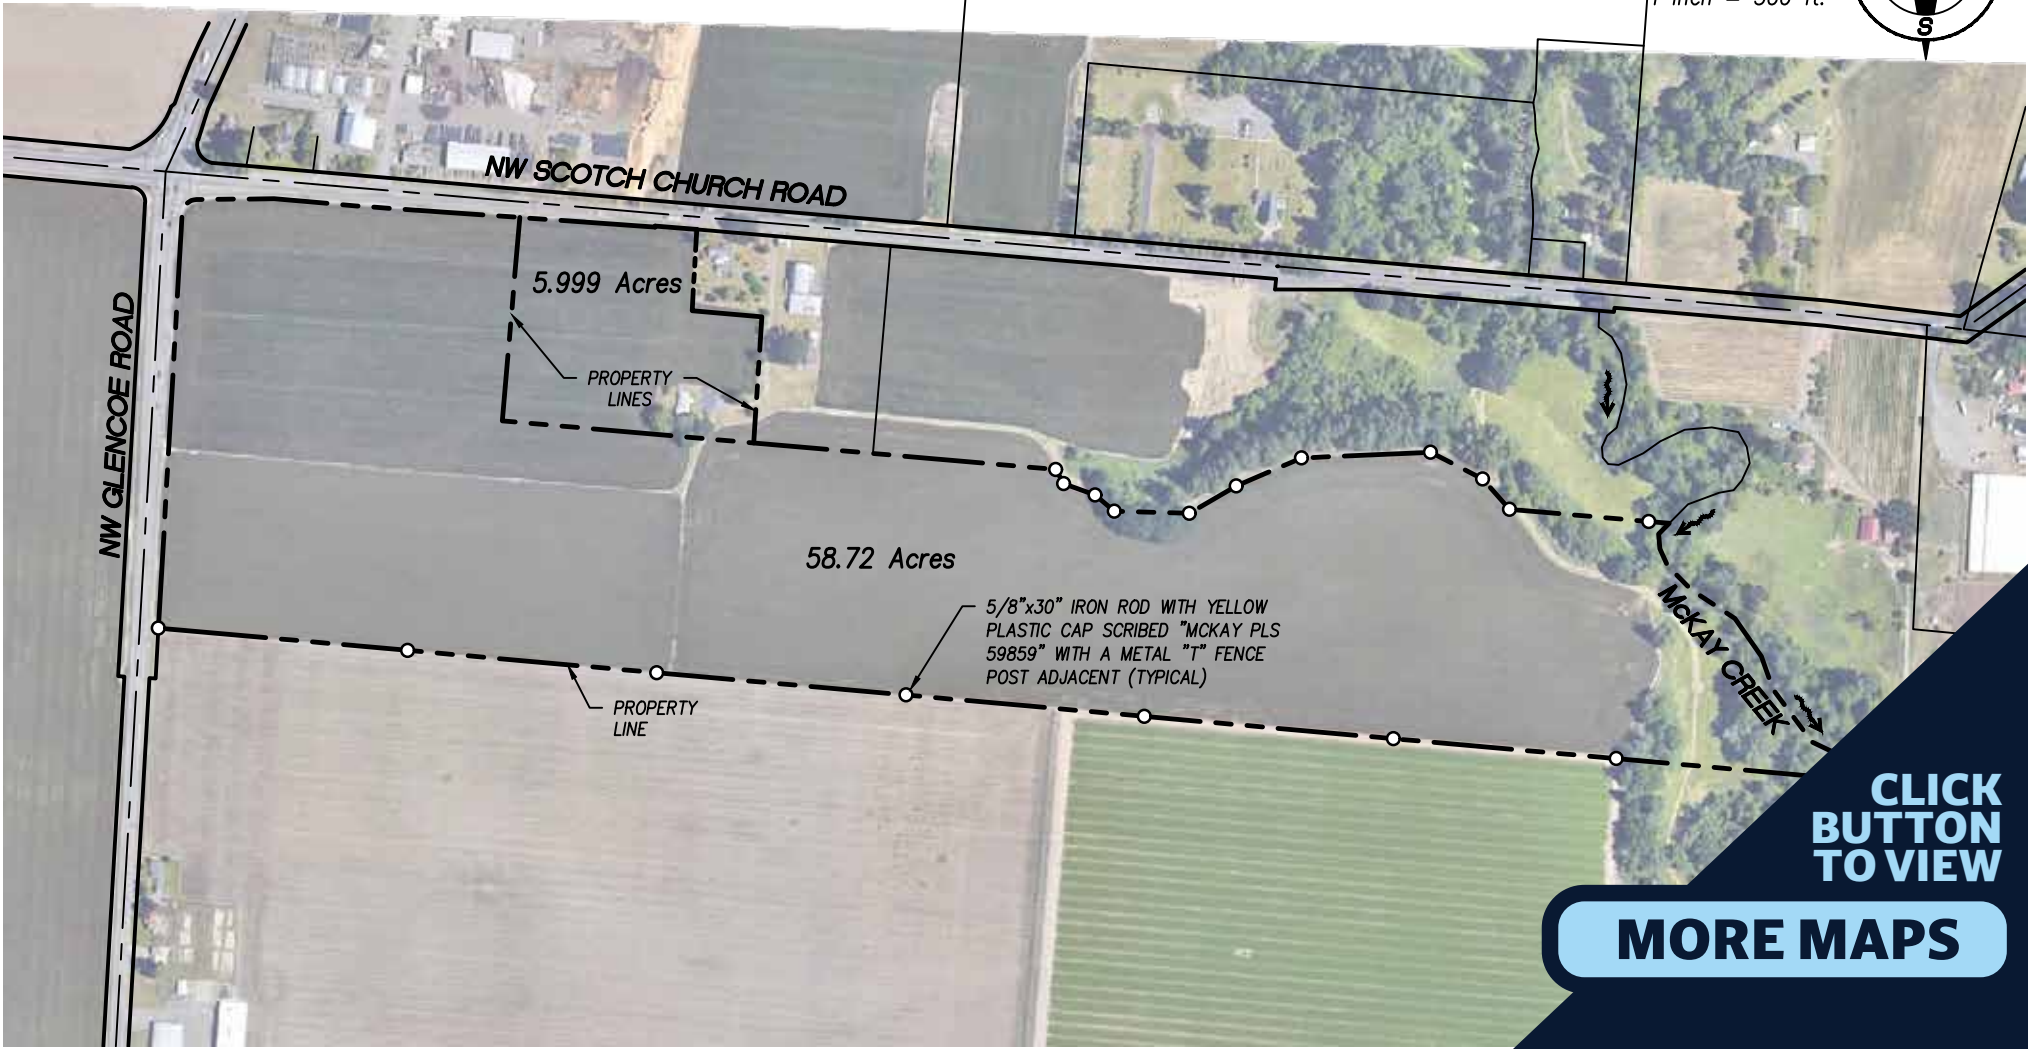 S
NW SCOTCH CHURCH ROAD
5.999 Acres
NW GLENCOE ROAD
PROPERTY
LINES
58.72 Acres
5/8"x30" IRON ROD WITH YELLOW
PLASTIC CAP SCRIBED "MCKAY PLS
59859" WITH A METAL "T" FENCE
POST ADJACENT (TYPICAL)
PROPERTY
LINE
McKAY CREEK
CLICK
BUTTON
TO VIEW
MORE MAPS